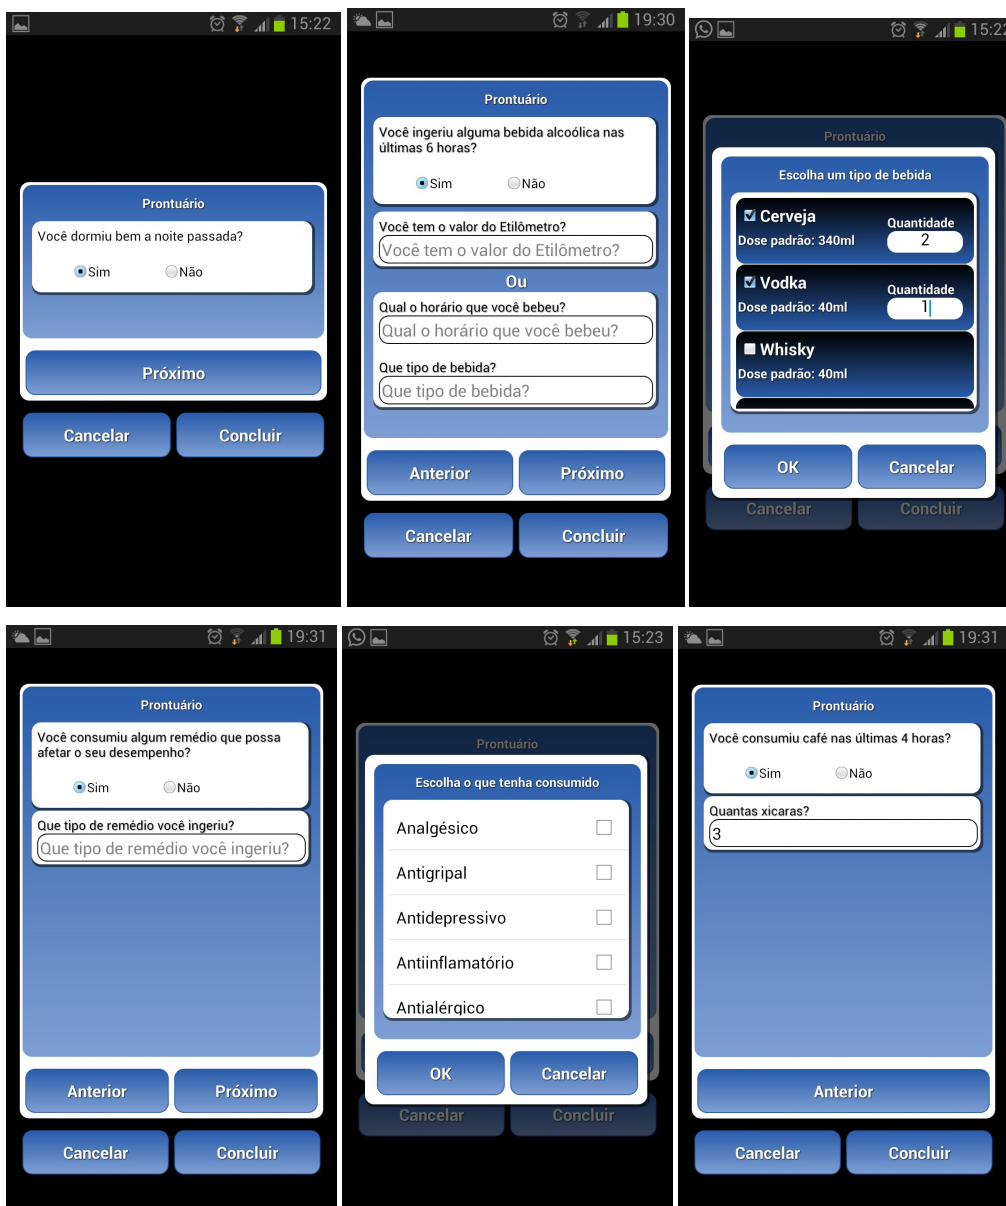 15:22
Prontuário
Você dormiu bem a noite passada?
Sim Não
Próximo
Cancelar Concluir
19:30
Prontuário
Você ingeriu alguma bebida alcoólica nas
últimas 6 horas?
Sim Não
Você tem o valor do Etilômetro?
Você tem o valor do Etilômetro?
Ou
Qual o horário que você bebeu?
Qual o horário que você bebeu?
Que tipo de bebida?
Que tipo de bebida?
Anterior Próximo
Cancelar Concluir
15:22
Prontuário
Escolha um tipo de bebida
Cerveja Quantidade
Dose padrão: 340ml 2
Vodka Quantidade
Dose padrão: 40ml 1
Whisky
Dose padrão: 40ml
OK Cancelar
Cancelar Concluir
19:31
Prontuário
Você consumiu algum remédio que possa
afetar o seu desempenho?
Sim Não
Que tipo de remédio você ingeriu?
Que tipo de remédio você ingeriu?
Anterior Próximo
Cancelar Concluir
15:23
Prontuário
Escolha o que tenha consumido
Analgésico
Antigripal
Antidepressivo
Antiinflamatório
Antialérgico
OK Cancelar
Cancelar Concluir
19:31
Prontuário
Você consumiu café nas últimas 4 horas?
Sim Não
Quantas xicaras?
3
Anterior
Cancelar Concluir